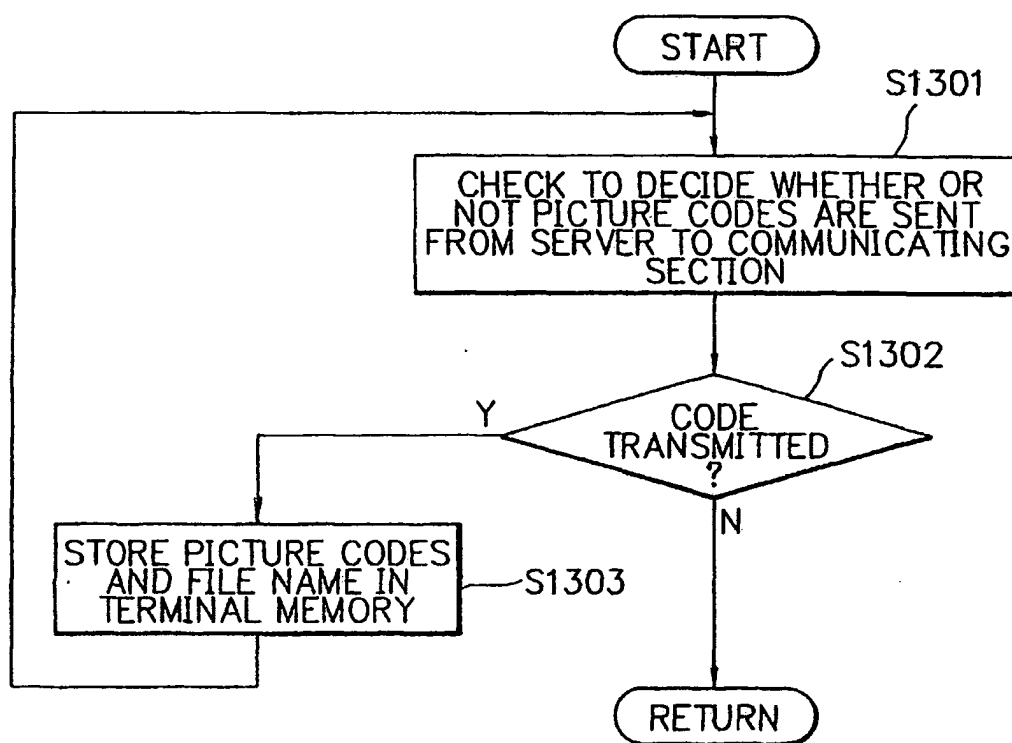 START
S1301
CHECK TO DECIDE WHETHER OR
NOT PICTURE CODES ARE SENT
FROM SERVER TO COMMUNICATING
SECTION
S1302
Y
CODE
TRANSMITTED
?
N
STORE PICTURE CODES
AND FILE NAME IN
TERMINAL MEMORY
S1303
RETURN